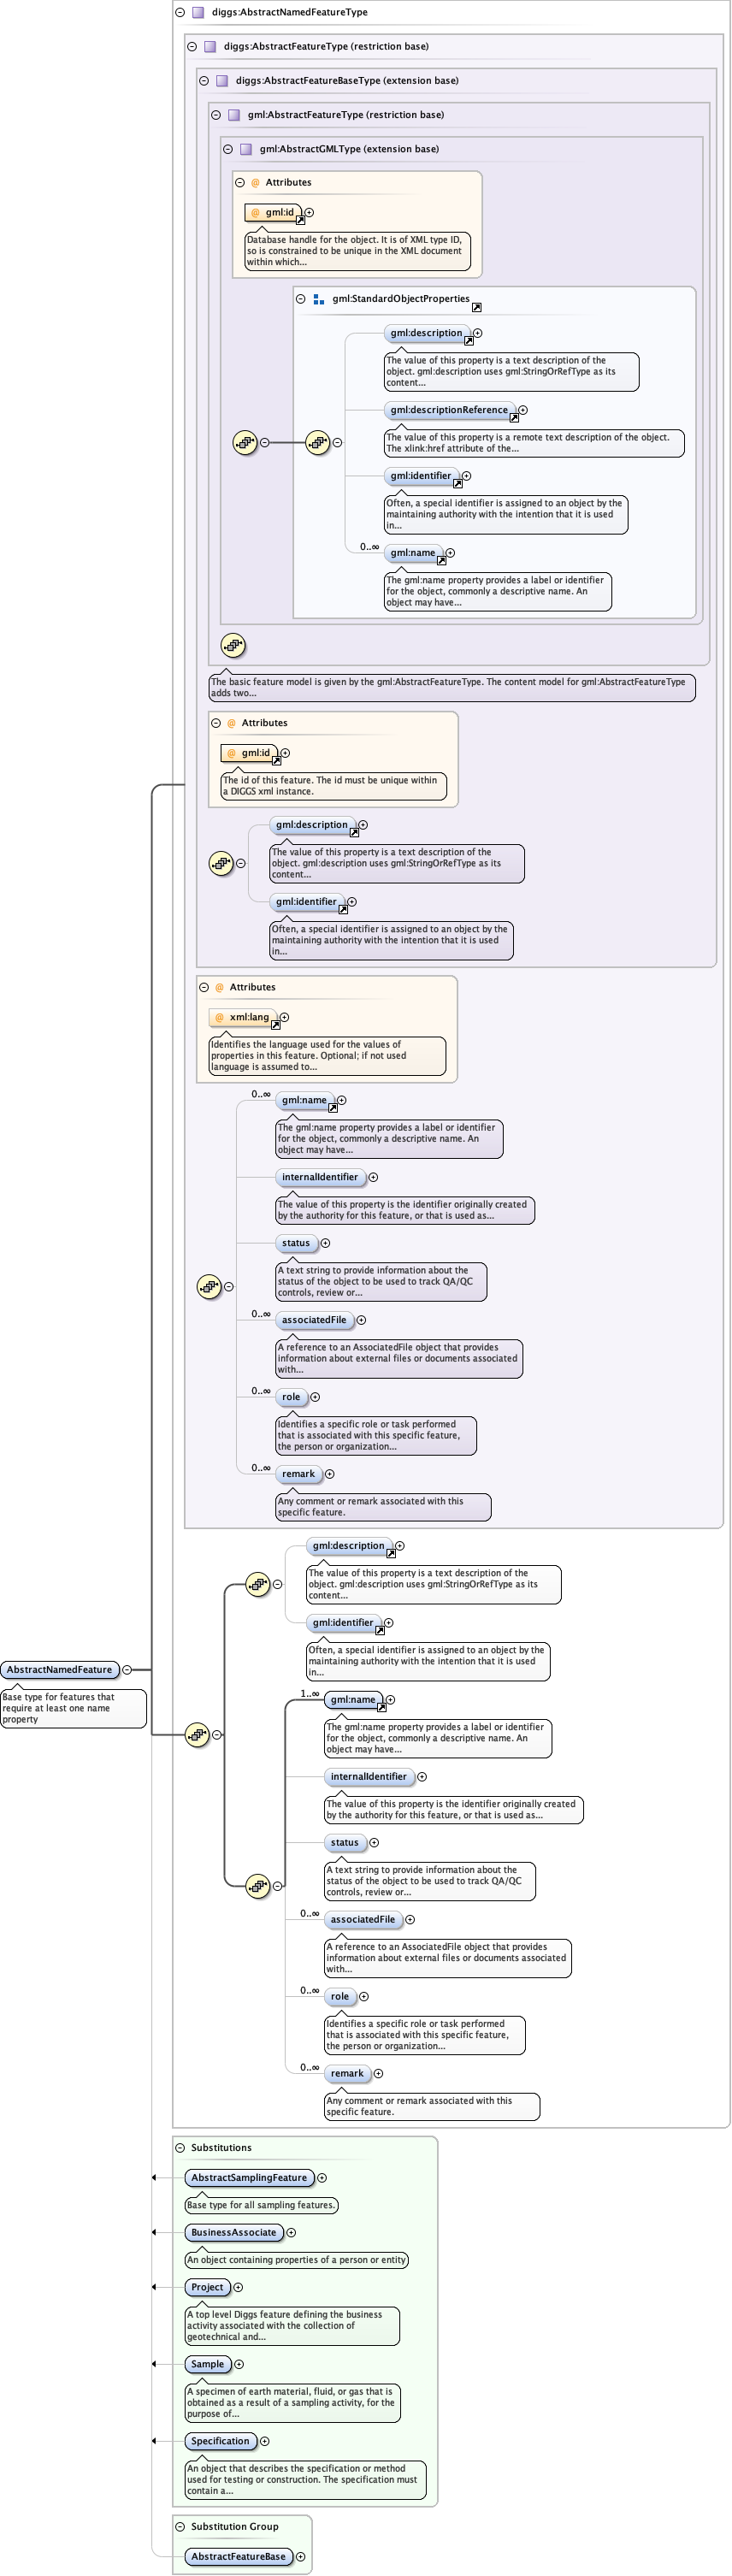 diggs:AbstractNamedFeatureType
diggs:AbstractFeatureType (restriction base)
diggs:AbstractFeatureBaseType (extension base)
gml:AbstractFeatureType (restriction base)
gml:AbstractGMLType (extension base)
@ Attributes
@ gml:id
Database handle for the object. It is of XML type ID,
so is constrained to be unique in the XML document
within which...
gml:StandardObjectProperties
gml:description
The value of this property is a text description of the
object. gml:description uses gml:StringOrRefType as its
content...
gml:descriptionReference
The value of this property is a remote text description of the object.
The xlink:href attribute of the...
gml:identifier
Often, a special identifier is assigned to an object by the
maintaining authority with the intention that it is used
in...
0..∞
gml:name
The gml:name property provides a label or identifier
for the object, commonly a descriptive name. An
object may have...
The basic feature model is given by the gml:AbstractFeatureType. The content model for gml:AbstractFeatureType
adds two...
@ Attributes
@ gml:id
The id of this feature. The id must be unique within
a DIGGS xml instance.
gml:description
The value of this property is a text description of the
object. gml:description uses gml:StringOrRefType as its
content...
gml:identifier
Often, a special identifier is assigned to an object by the
maintaining authority with the intention that it is used
in...
@ Attributes
@ xml:lang
Identifies the language used for the values of
properties in this feature. Optional; if not used
language is assumed to...
0..∞
gml:name
The gml:name property provides a label or identifier
for the object, commonly a descriptive name. An
object may have...
internalIdentifier
The value of this property is the identifier originally created
by the authority for this feature, or that is used as...
status
A text string to provide information about the
status of the object to be used to track QA/QC
controls, review or...
0..∞
associatedFile
A reference to an AssociatedFile object that provides
information about external files or documents associated
with...
0..∞
role
Identifies a specific role or task performed
that is associated with this specific feature,
the person or organization...
0..∞
remark
Any comment or remark associated with this
specific feature.
gml:description
The value of this property is a text description of the
object. gml:description uses gml:StringOrRefType as its
content...
gml:identifier
Often, a special identifier is assigned to an object by the
maintaining authority with the intention that it is used
in...
AbstractNamedFeature
Base type for features that
require at least one name
property
1..∞
gml:name
The gml:name property provides a label or identifier
for the object, commonly a descriptive name. An
object may have...
internalIdentifier
The value of this property is the identifier originally created
by the authority for this feature, or that is used as...
status
A text string to provide information about the
status of the object to be used to track QA/QC
controls, review or...
0..∞
associatedFile
A reference to an AssociatedFile object that provides
information about external files or documents associated
with...
0..∞
role
Identifies a specific role or task performed
that is associated with this specific feature,
the person or organization...
0..∞
remark
Any comment or remark associated with this
specific feature.
Substitutions
AbstractSamplingFeature
Base type for all sampling features.
BusinessAssociate
An object containing properties of a person or entity
Project
A top level Diggs feature defining the business
activity associated with the collection of
geotechnical and...
Sample
A specimen of earth material, fluid, or gas that is
obtained as a result of a sampling activity, for the
purpose of...
Specification
An object that describes the specification or method
used for testing or construction. The specification must
contain a...
Substitution Group
AbstractFeatureBase